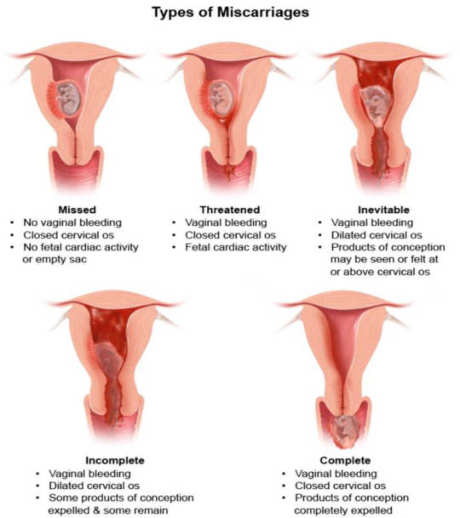 Types of Miscarriages
Missed
• No vaginal bleeding
• Closed cervical os
• No fetal cardiac activity
or empty sac
Threatened
• Vaginal bleeding
• Closed cervical os
• Fetal cardiac activity
Inevitable
• Vaginal bleeding
• Dilated cervical os
• Products of conception
may be seen or felt at
or above cervical os
Incomplete
• Vaginal bleeding
• Dilated cervical os
• Some products of conception
expelled & some remain
Complete
• Vaginal bleeding
• Closed cervical os
• Products of conception
completely expelled